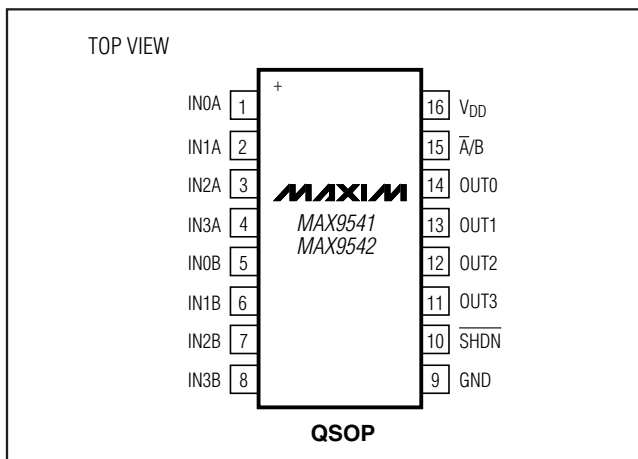 TOP VIEW
+
IN0A 1
IN1A 2
IN2A 3
IN3A 4
IN0B 5
IN1B 6
IN2B 7
IN3B 8
MAXIM
MAX9541
MAX9542
16 VDD
15 A̅/B
14 OUT0
13 OUT1
12 OUT2
11 OUT3
10 S̅H̅D̅N̅
9 GND
QSOP